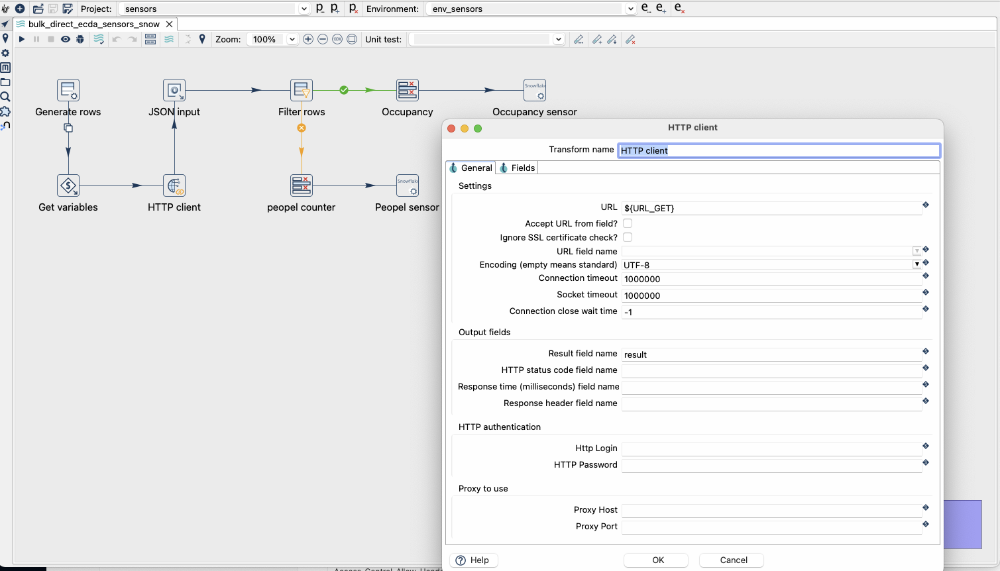 Project: sensors p... p+ px Environment: env_sensors e... e+ ex
bulk_direct_ecda_sensors_snow
Zoom: 100% 100% Unit test:
Generate rows
JSON input
Filter rows
Occupancy
Snowflake
Occupancy sensor
Get variables
HTTP client
peopel counter
Snowflake
Peopel sensor
HTTP client
Transform name HTTP client
General Fields
Settings
URL ${URL_GET}
Accept URL from field?
Ignore SSL certificate check?
URL field name
Encoding (empty means standard) UTF-8
Connection timeout 1000000
Socket timeout 1000000
Connection close wait time -1
Output fields
Result field name result
HTTP status code field name
Response time (milliseconds) field name
Response header field name
HTTP authentication
Http Login
HTTP Password
Proxy to use
Proxy Host
Proxy Port
Help OK Cancel